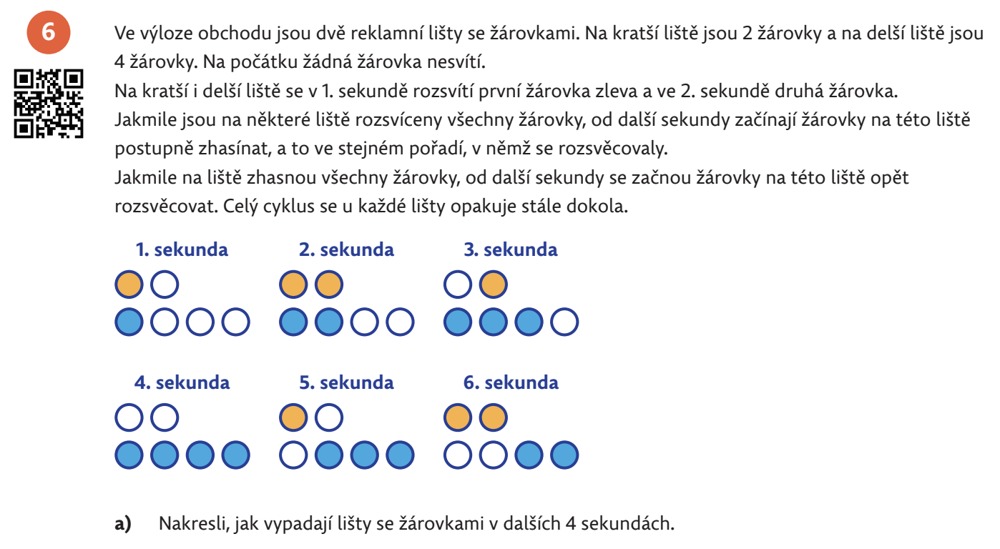 6
Ve výloze obchodu jsou dvě reklamní lišty se žárovkami. Na kratší liště jsou 2 žárovky a na delší liště jsou
4 žárovky. Na počátku žádná žárovka nesvítí.
Na kratší i delší liště se v 1. sekundě rozsvítí první žárovka zleva a ve 2. sekundě druhá žárovka.
Jakmile jsou na některé liště rozsvíceny všechny žárovky, od další sekundy začínají žárovky na této liště
postupně zhasínat, a to ve stejném pořadí, v němž se rozsvěcovaly.
Jakmile na liště zhasnou všechny žárovky, od další sekundy se začnou žárovky na této liště opět
rozsvěcovat. Celý cyklus se u každé lišty opakuje stále dokola.
1. sekunda 2. sekunda 3. sekunda
4. sekunda 5. sekunda 6. sekunda
a) Nakresli, jak vypadají lišty se žárovkami v dalších 4 sekundách.